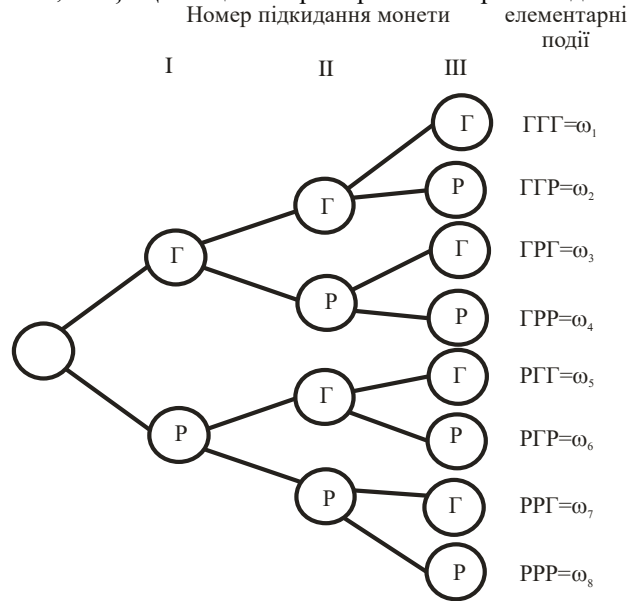 Номер підкидання монети елементарні
події
I II III
Г ГГГ=ω₁
Р ГГР=ω₂
Г
Г ГРГ=ω₃
Г
Р
Р ГРР=ω₄
Г РГГ=ω₅
Г
Р
Р РГР=ω₆
Р
Г РРГ=ω₇
Р РРР=ω₈